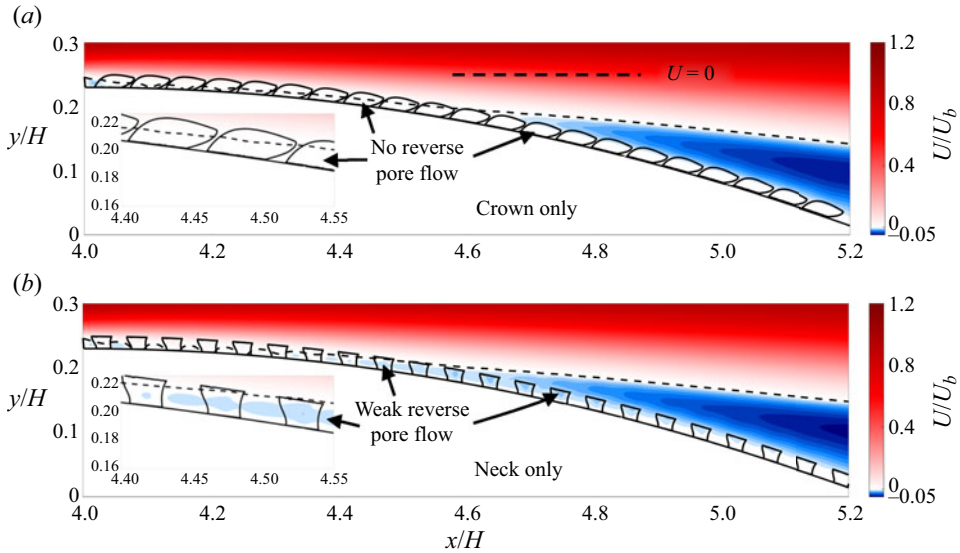 (a)
0.3
0.2
y/H
0.1
0
0.22
0.20
0.18
0.16
4.40 4.45 4.50 4.55
U = 0
No reverse
pore flow
Crown only
4.0 4.2 4.4 4.6 4.8 5.0 5.2
1.2
0.8
0.4
0
–0.05
U/U_b
(b)
0.3
0.2
y/H
0.1
0
0.22
0.20
0.18
0.16
4.40 4.45 4.50 4.55
Weak reverse
pore flow
Neck only
4.0 4.2 4.4 4.6 4.8 5.0 5.2
x/H
1.2
0.8
0.4
0
–0.05
U/U_b